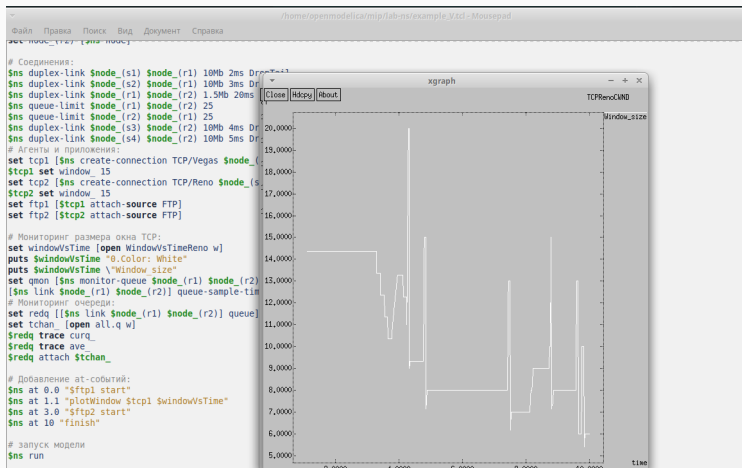 /home/openmodelica/mip/lab-ns/example_v.tcl - Mousepad
Файл Правка Поиск Вид Документ Справка
set node_(r2) [$ns node]
# Соединения:
$ns duplex-link $node_(s1) $node_(r1) 10Mb 2ms DropTail
$ns duplex-link $node_(s2) $node_(r1) 10Mb 3ms Dr
$ns duplex-link $node_(r1) $node_(r2) 1.5Mb 20ms
$ns queue-limit $node_(r1) $node_(r2) 25
$ns queue-limit $node_(r2) $node_(r1) 25
$ns duplex-link $node_(s3) $node_(r2) 10Mb 4ms Dr
$ns duplex-link $node_(s4) $node_(r2) 10Mb 5ms Dr
# Агенты и приложения:
set tcp1 [$ns create-connection TCP/Vegas $node_(
$tcp1 set window_ 15
set tcp2 [$ns create-connection TCP/Reno $node_(s
$tcp2 set window_ 15
set ftp1 [$tcp1 attach-source FTP]
set ftp2 [$tcp2 attach-source FTP]
# Мониторинг размера окна TCP:
set windowVsTime [open WindowVsTimeReno w]
puts $windowVsTime "0.Color: White"
puts $windowVsTime \"Window_size"
set qmon [$ns monitor-queue $node_(r1) $node_(r2)
[$ns link $node_(r1) $node_(r2)] queue-sample-tim
# Мониторинг очереди:
set redq [[$ns link $node_(r1) $node_(r2)] queue]
set tchan_ [open all.q w]
$redq trace curq_
$redq trace ave_
$redq attach $tchan_
# Добавление at-событий:
$ns at 0.0 "$ftp1 start"
$ns at 1.1 "plotWindow $tcp1 $windowVsTime"
$ns at 3.0 "$ftp2 start"
$ns at 10 "finish"
# запуск модели
$ns run
xgraph
Close Hdcpy About
TCPRenoCWND
Window_size
20,0000
19,0000
18,0000
17,0000
16,0000
15,0000
14,0000
13,0000
12,0000
11,0000
10,0000
9,0000
8,0000
7,0000
6,0000
5,0000
time
2,0000 4,0000 6,0000 8,0000 10,0000